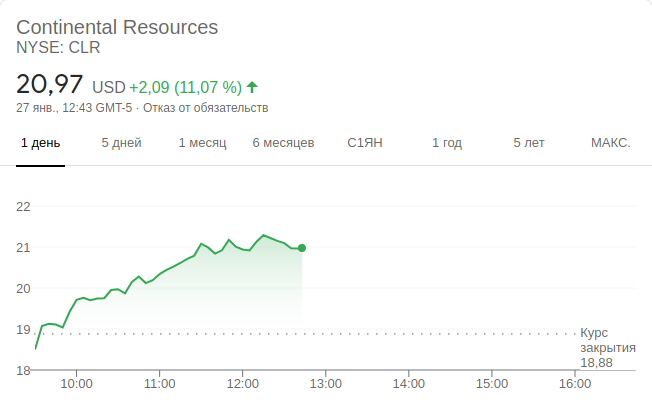 Continental Resources
NYSE: CLR
20,97 USD +2,09 (11,07 %)
27 янв., 12:43 GMT-5 · Отказ от обязательств
1 день 5 дней 1 месяц 6 месяцев С1ЯН 1 год 5 лет МАКС.
22
21
20
19
Курс
закрытия
18,88
18
10:00 11:00 12:00 13:00 14:00 15:00 16:00